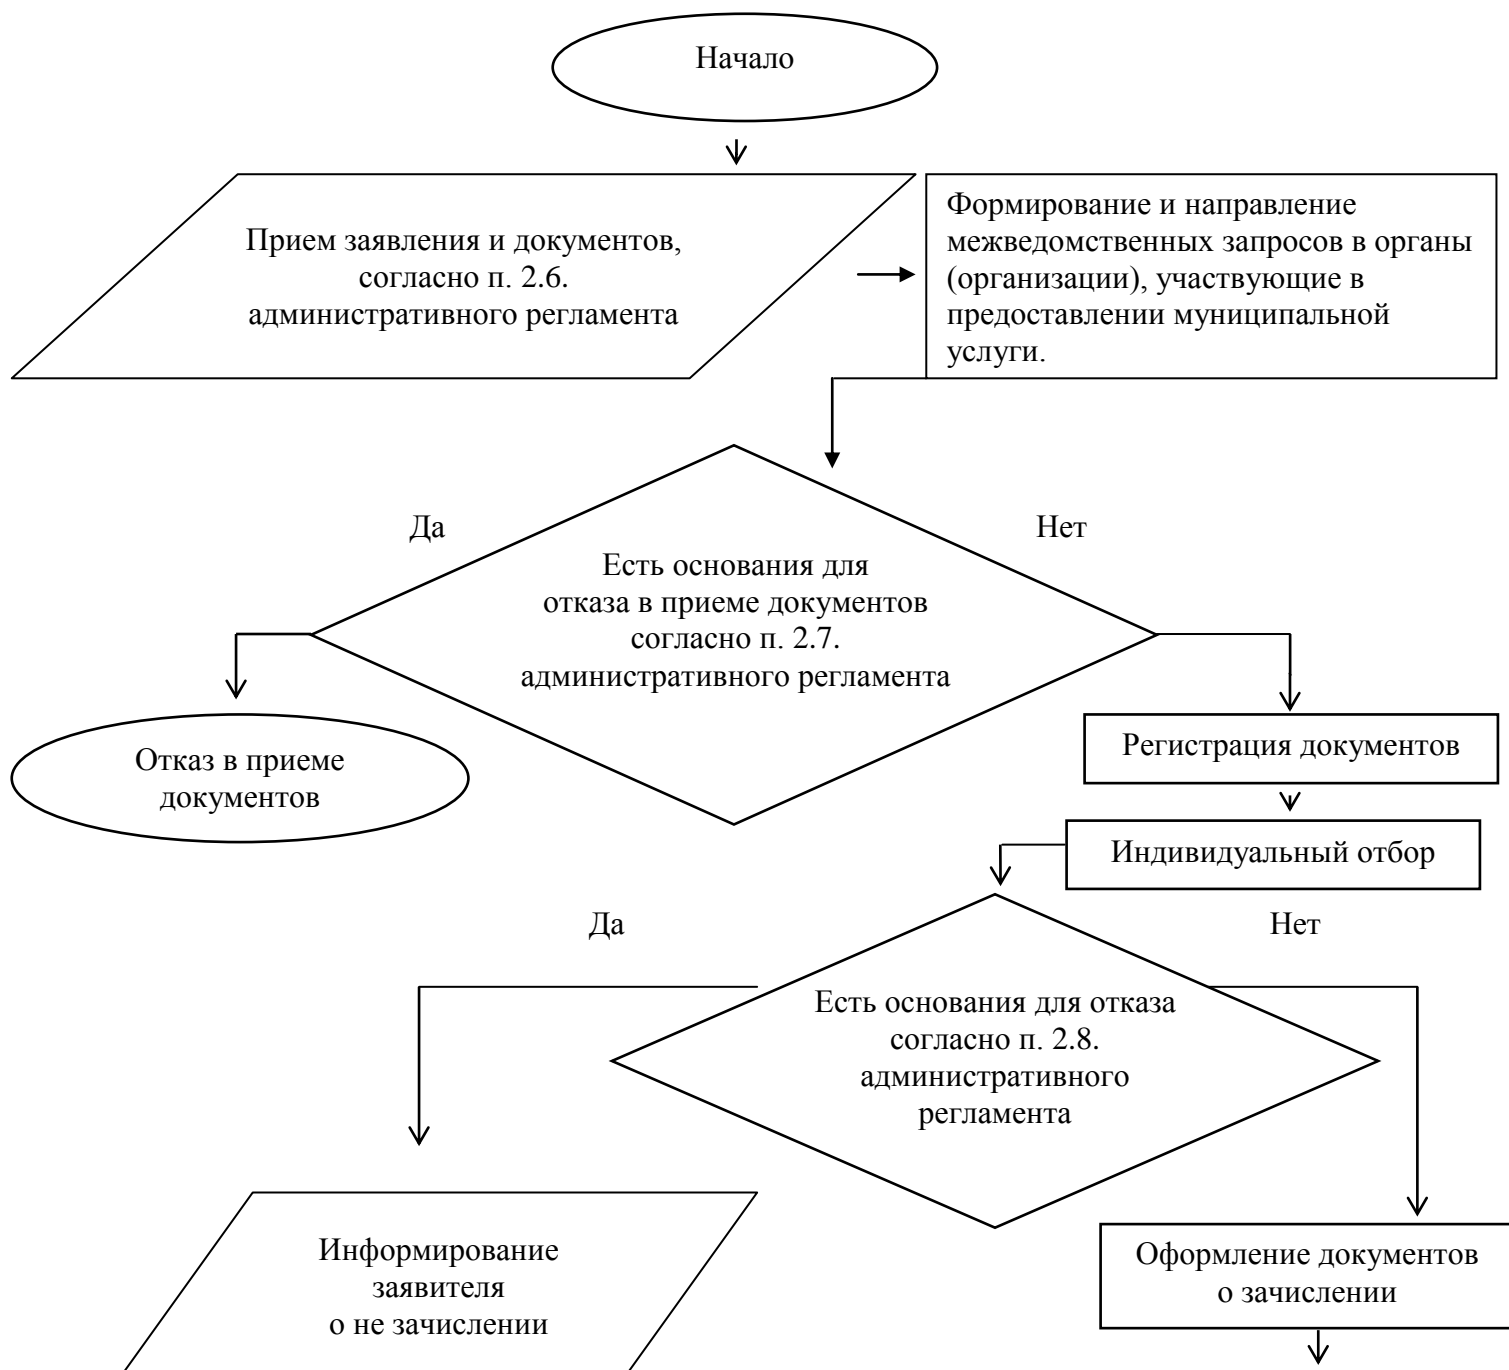 Начало
Прием заявления и документов,
согласно п. 2.6.
административного регламента
Формирование и направление
межведомственных запросов в органы
(организации), участвующие в
предоставлении муниципальной
услуги.
Да
Нет
Есть основания для
отказа в приеме документов
согласно п. 2.7.
административного регламента
Отказ в приеме
документов
Регистрация документов
Индивидуальный отбор
Да
Нет
Есть основания для отказа
согласно п. 2.8.
административного
регламента
Информирование
заявителя
о не зачислении
Оформление документов
о зачислении